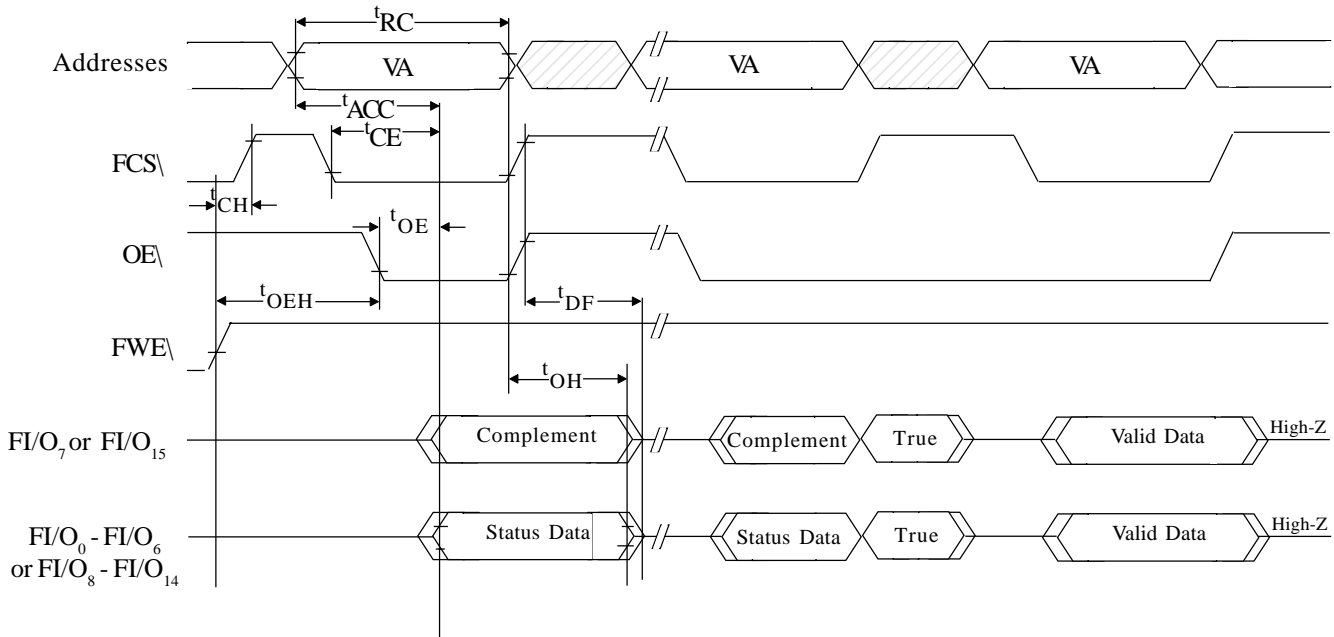 tRC
Addresses VA VA VA
tACC
tCE
FCS\
tCH
tOE
OE\
tOEH tDF
FWE\
tOH
FI/O7 or FI/O15 Complement Complement True Valid Data High-Z
FI/O0 - FI/O6 Status Data Status Data True Valid Data High-Z
or FI/O8 - FI/O14